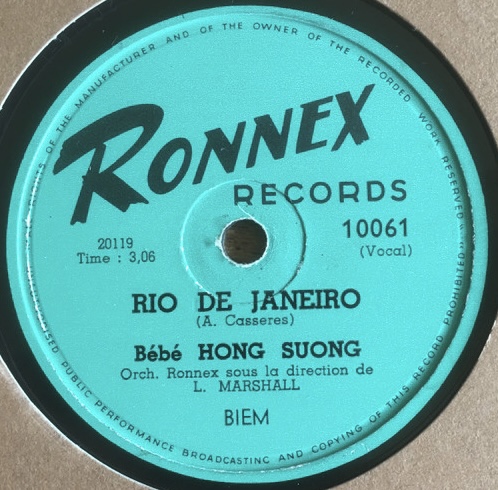 OF THE MANUFACTURER AND OF THE OWNER OF THE RECORDED WORK RESERVED
PUBLIC PERFORMANCE BROADCASTING AND COPYING OF THIS RECORD PROHIBITED
RONNEX
RECORDS
20119
Time : 3,06
10061
(Vocal)
RIO DE JANEIRO
(A. Casseres)
Bébé HONG SUONG
Orch. Ronnex sous la direction de
L. MARSHALL
BIEM